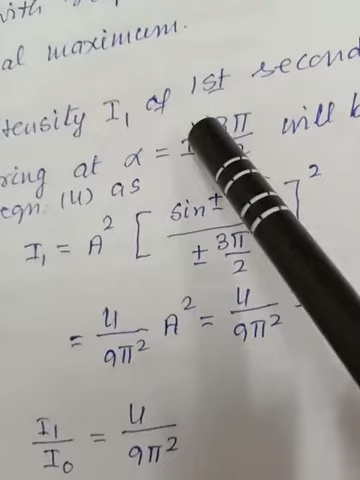 with
al maximum.
tensity I₁ of 1st second
ring at α = ± 3π/2 will b
eqn (4) as
I₁ = A² [ sin ± / ± 3π/2 ]²
= 4/9π² A² = 4/9π²
I₁/I₀ = 4/9π²